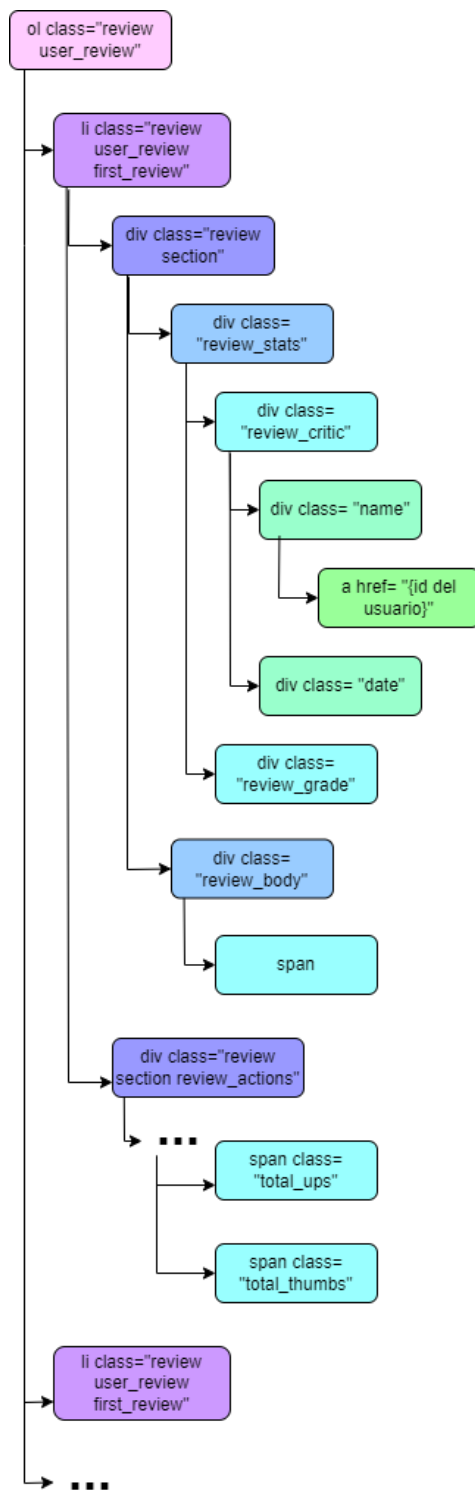 ol class="review
user_review"
li class="review
user_review
first_review"
div class="review
section"
div class=
"review_stats"
div class=
"review_critic"
div class= "name"
a href= "{id del
usuario}"
div class= "date"
div class=
"review_grade"
div class=
"review_body"
span
div class="review
section review_actions"
...
span class=
"total_ups"
span class=
"total_thumbs"
li class="review
user_review
first_review"
...